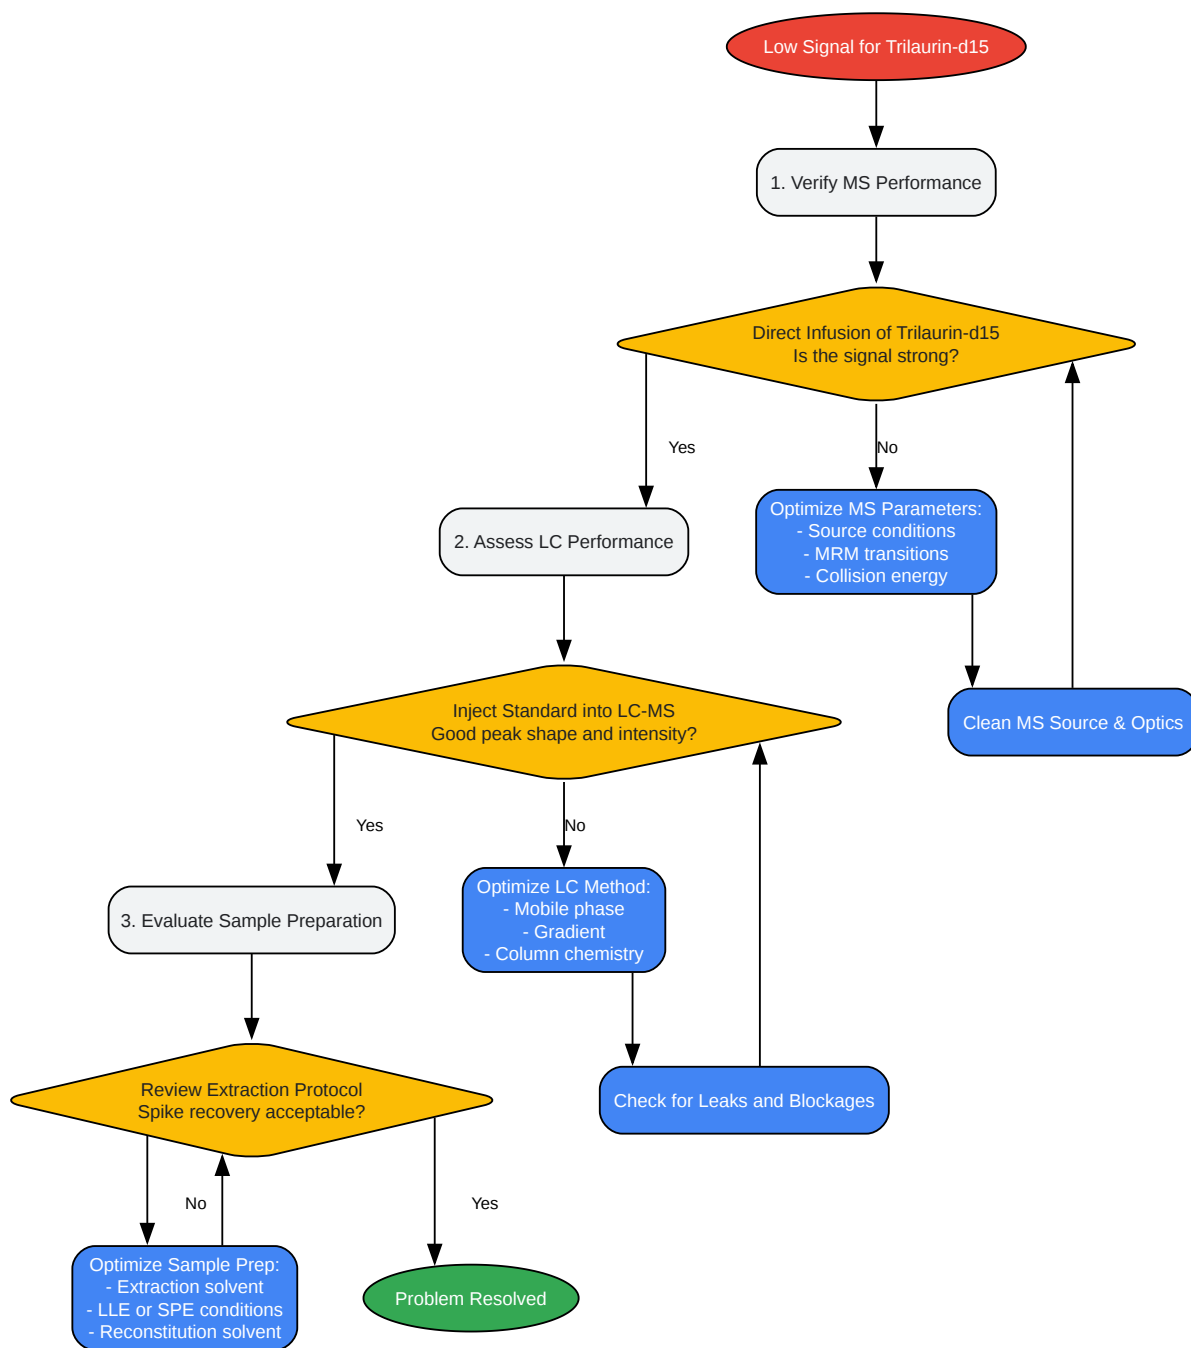 Low Signal for Trilaurin-d15
1. Verify MS Performance
Direct Infusion of Trilaurin-d15
Is the signal strong?
Yes
No
2. Assess LC Performance
Optimize MS Parameters:
- Source conditions
- MRM transitions
- Collision energy
Inject Standard into LC-MS
Good peak shape and intensity?
Clean MS Source & Optics
Yes
No
3. Evaluate Sample Preparation
Optimize LC Method:
- Mobile phase
- Gradient
- Column chemistry
Review Extraction Protocol
Spike recovery acceptable?
Check for Leaks and Blockages
No
Yes
Optimize Sample Prep:
- Extraction solvent
- LLE or SPE conditions
- Reconstitution solvent
Problem Resolved